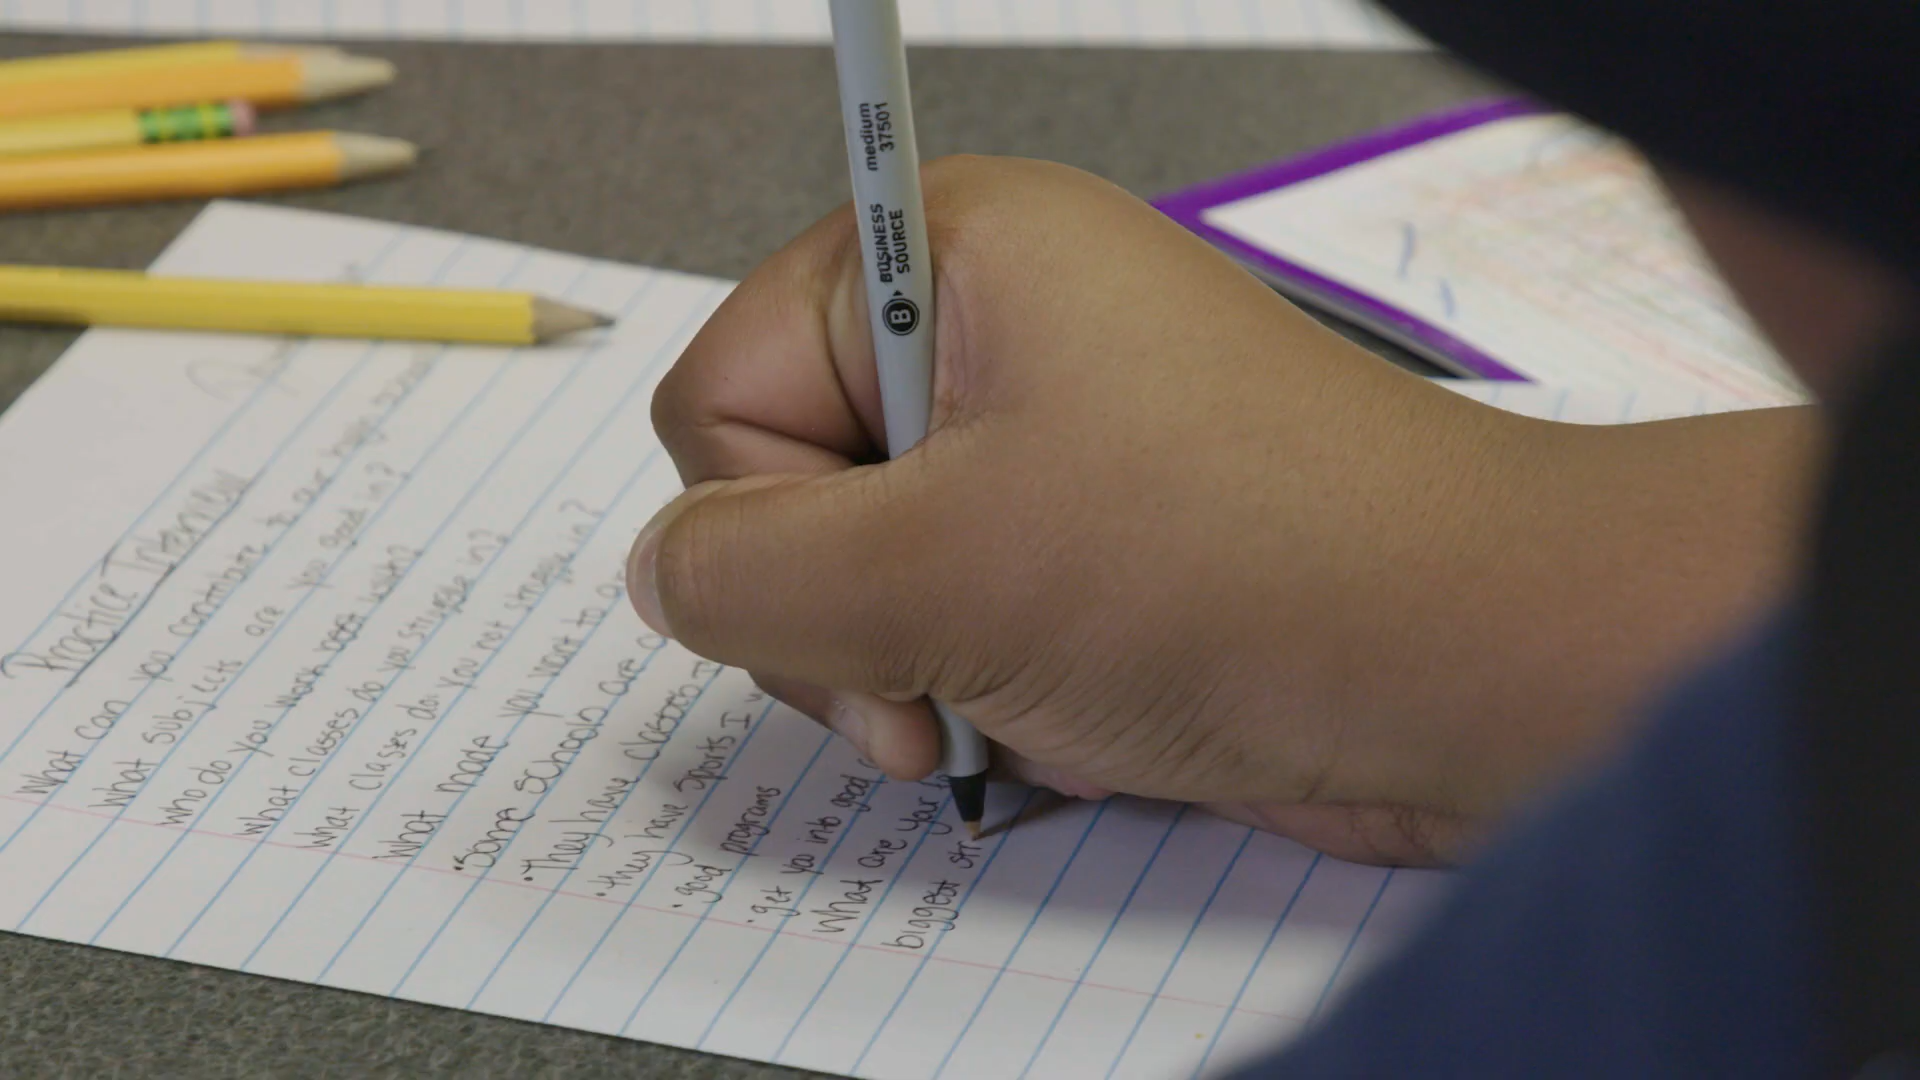 Practice Interview
What can you contribute to our high
What subjects are you good in?
who do you work best with?
What classes do you struggle in?
What classes do you not struggle in?
What made you want to
• Some schools are
• They have classes
• they have sports I
• good programs
• get you into good
What are your
biggest str
BUSINESS SOURCE
medium
37501
B